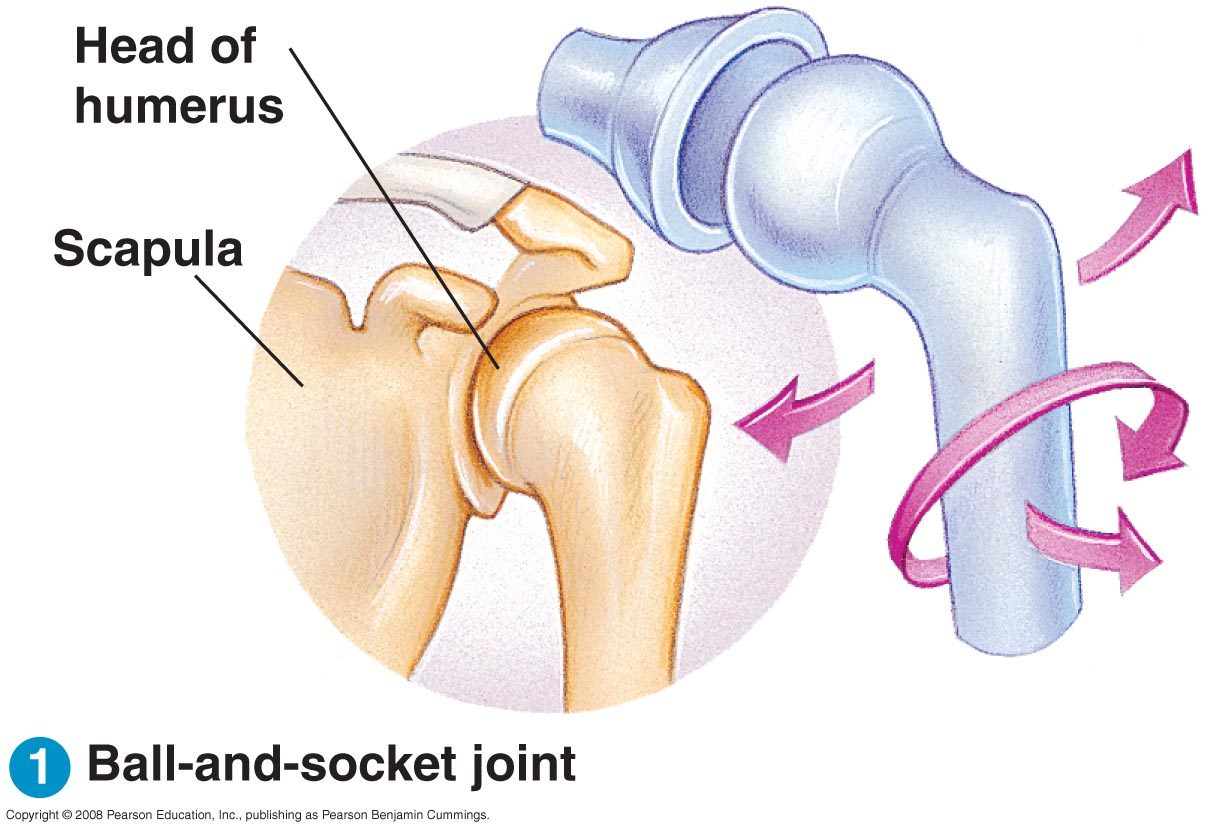 Head of
humerus
Scapula
1 Ball-and-socket joint
Copyright © 2008 Pearson Education, Inc., publishing as Pearson Benjamin Cummings.